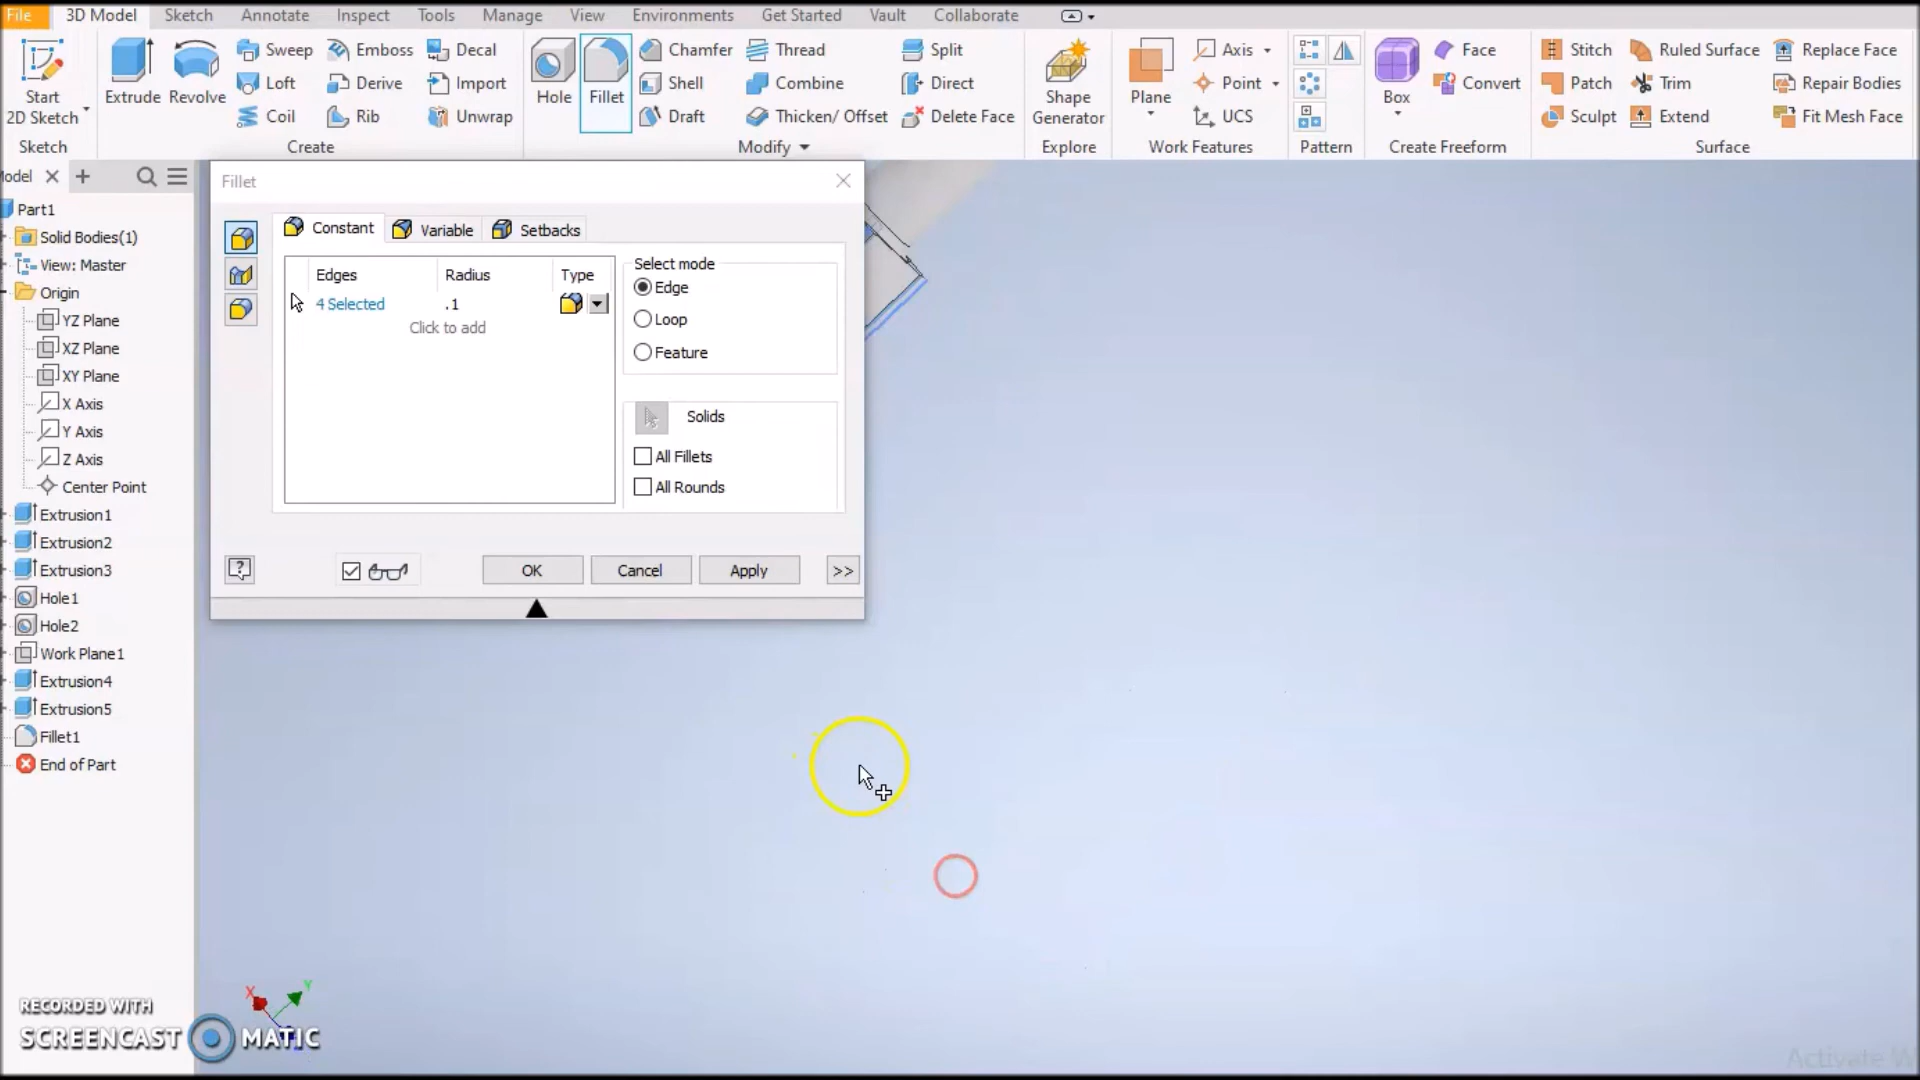 File 3D Model Sketch Annotate Inspect Tools Manage View Environments Get Started Vault Collaborate
Start 2D Sketch
Extrude
Revolve
Sweep Emboss Decal
Loft Derive Import
Coil Rib Unwrap
Hole
Fillet
Chamfer Thread Split
Shell Combine Direct
Draft Thicken/ Offset Delete Face
Shape Generator
Plane
Axis
Point
UCS
Box
Face
Convert
Stitch Ruled Surface Replace Face
Patch Trim Repair Bodies
Sculpt Extend Fit Mesh Face
Sketch Create Modify Explore Work Features Pattern Create Freeform Surface
odel
Part1
Solid Bodies(1)
View: Master
Origin
YZ Plane
XZ Plane
XY Plane
X Axis
Y Axis
Z Axis
Center Point
Extrusion1
Extrusion2
Extrusion3
Hole1
Hole2
Work Plane1
Extrusion4
Extrusion5
Fillet1
End of Part
Fillet
Constant Variable Setbacks
Edges Radius Type
4 Selected .1
Click to add
Select mode
Edge
Loop
Feature
Solids
All Fillets
All Rounds
? OK Cancel Apply >>
X Y
RECORDED WITH
SCREENCAST MATIC
Activate W